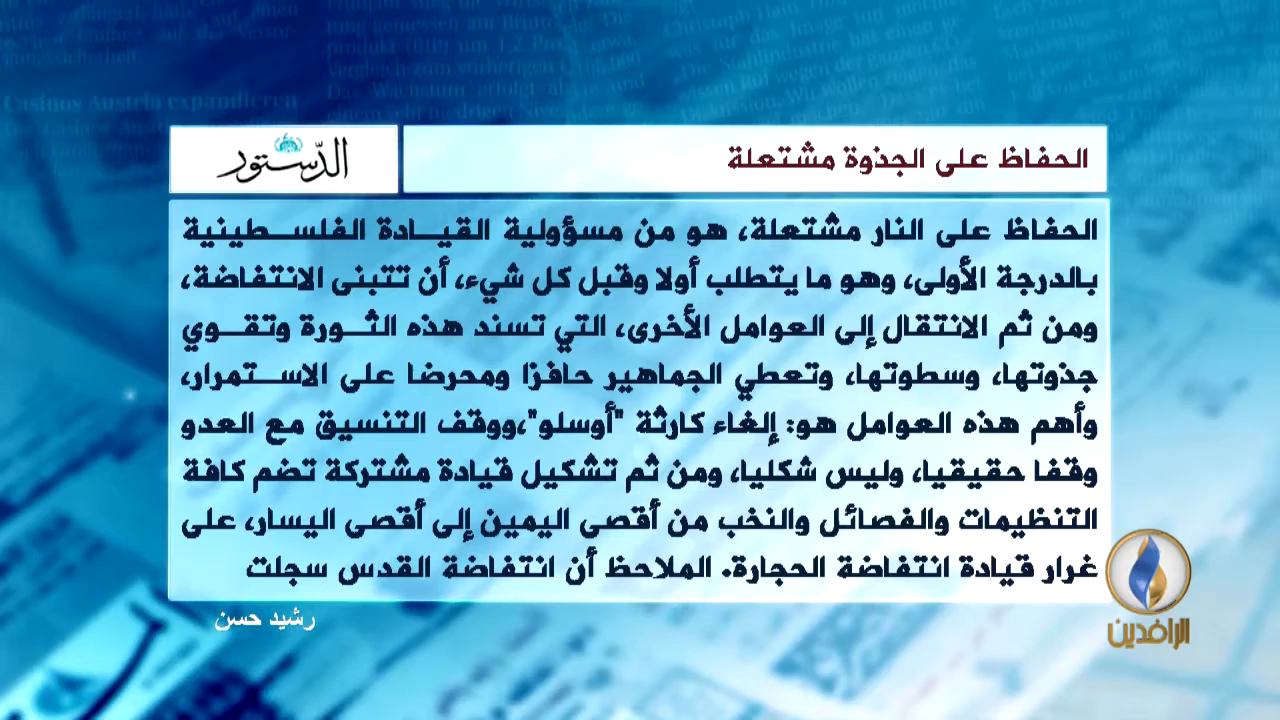 الدستور
الحفاظ على الجذوة مشتعلة
الحفاظ على النار مشتعلة، هو من مسؤولية القيادة الفلسطينية
بالدرجة الأولى، وهو ما يتطلب أولا وقبل كل شيء، أن تتبنى الانتفاضة،
ومن ثم الانتقال إلى العوامل الأخرى، التي تسند هذه الثورة وتقوي
جذوتها، وسطوتها، وتعطي الجماهير حافزا ومحرضا على الاستمرار،
وأهم هذه العوامل هو: إلغاء كارثة "أوسلو"،ووقف التنسيق مع العدو
وقفا حقيقيا، وليس شكليا، ومن ثم تشكيل قيادة مشتركة تضم كافة
التنظيمات والفصائل والنخب من أقصى اليمين إلى أقصى اليسار، على
غرار قيادة انتفاضة الحجارة. الملاحظ أن انتفاضة القدس سجلت
رشيد حسن
الرافدين
Casinos Austria expandieren